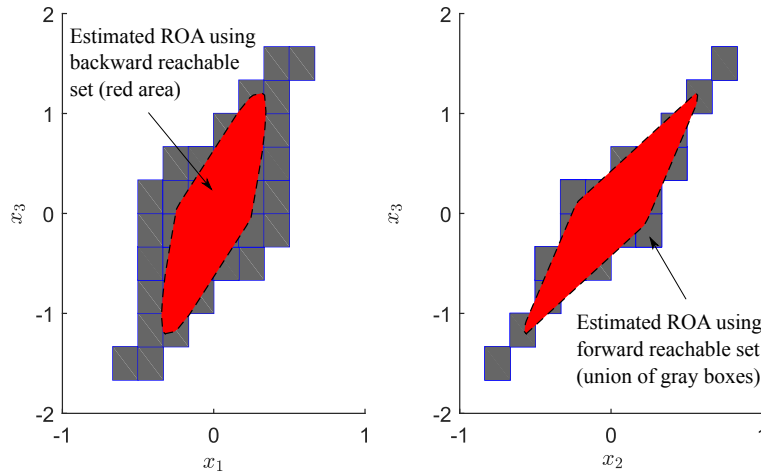 2
Estimated ROA using
backward reachable
set (red area)
1
0
-1
-2
x3
-1
0
1
x1
2
1
0
-1
-2
x3
Estimated ROA using
forward reachable set
(union of gray boxes)
-1
0
1
x2